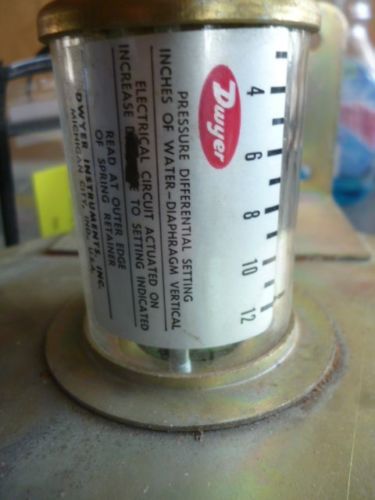 Dwyer
4 6 8 10 12
PRESSURE DIFFERENTIAL SETTING
INCHES OF WATER-DIAPHRAGM VERTICAL
ELECTRICAL CIRCUIT ACTUATED ON
INCREASE TO SETTING INDICATED
READ AT OUTER EDGE
OF SPRING RETAINER
DWYER INSTRUMENTS, INC.
MICHIGAN CITY, IND. U.S.A.